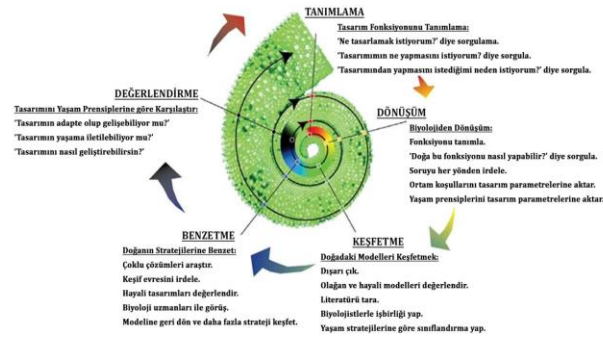 TANIMLAMA
Tasarım Fonksiyonunu Tanımlama:
'Ne tasarlamak istiyorum?' diye sorgulama.
'Tasarımımın ne yapmasını istiyorum? diye sorgula.
'Tasarımından yapmasını istediğimi neden istiyorum?' diye sorgula.
DÖNÜŞÜM
Biyolojiden Dönüşüm:
Fonksiyonu tanımla.
'Doğa bu fonksiyonu nasıl yapabilir?' diye sorgula.
Soruyu her yönden irdele.
Ortam koşullarını tasarım parametrelerine aktar.
Yaşam prensiplerini tasarım parametrelerine aktar.
KEŞFETME
Doğadaki Modelleri Keşfetmek:
Dışarı çık.
Olağan ve hayali modelleri değerlendir.
Literatürü tara.
Biyolojistlerle işbirliği yap.
Yaşam stratejilerine göre sınıflandırma yap.
BENZETME
Doğanın Stratejilerine Benzet:
Çoklu çözümleri araştır.
Keşif evresini irdele.
Hayali tasarımları değerlendir.
Biyoloji uzmanları ile görüş.
Modeline geri dön ve daha fazla strateji keşfet.
DEĞERLENDİRME
Tasarımını Yaşam Prensiplerine göre Karşılaştır:
'Tasarımın adapte olup gelişebiliyor mu?'
'Tasarımın yaşama iletilebiliyor mu?'
'Tasarımını nasıl geliştirebilirsin?'